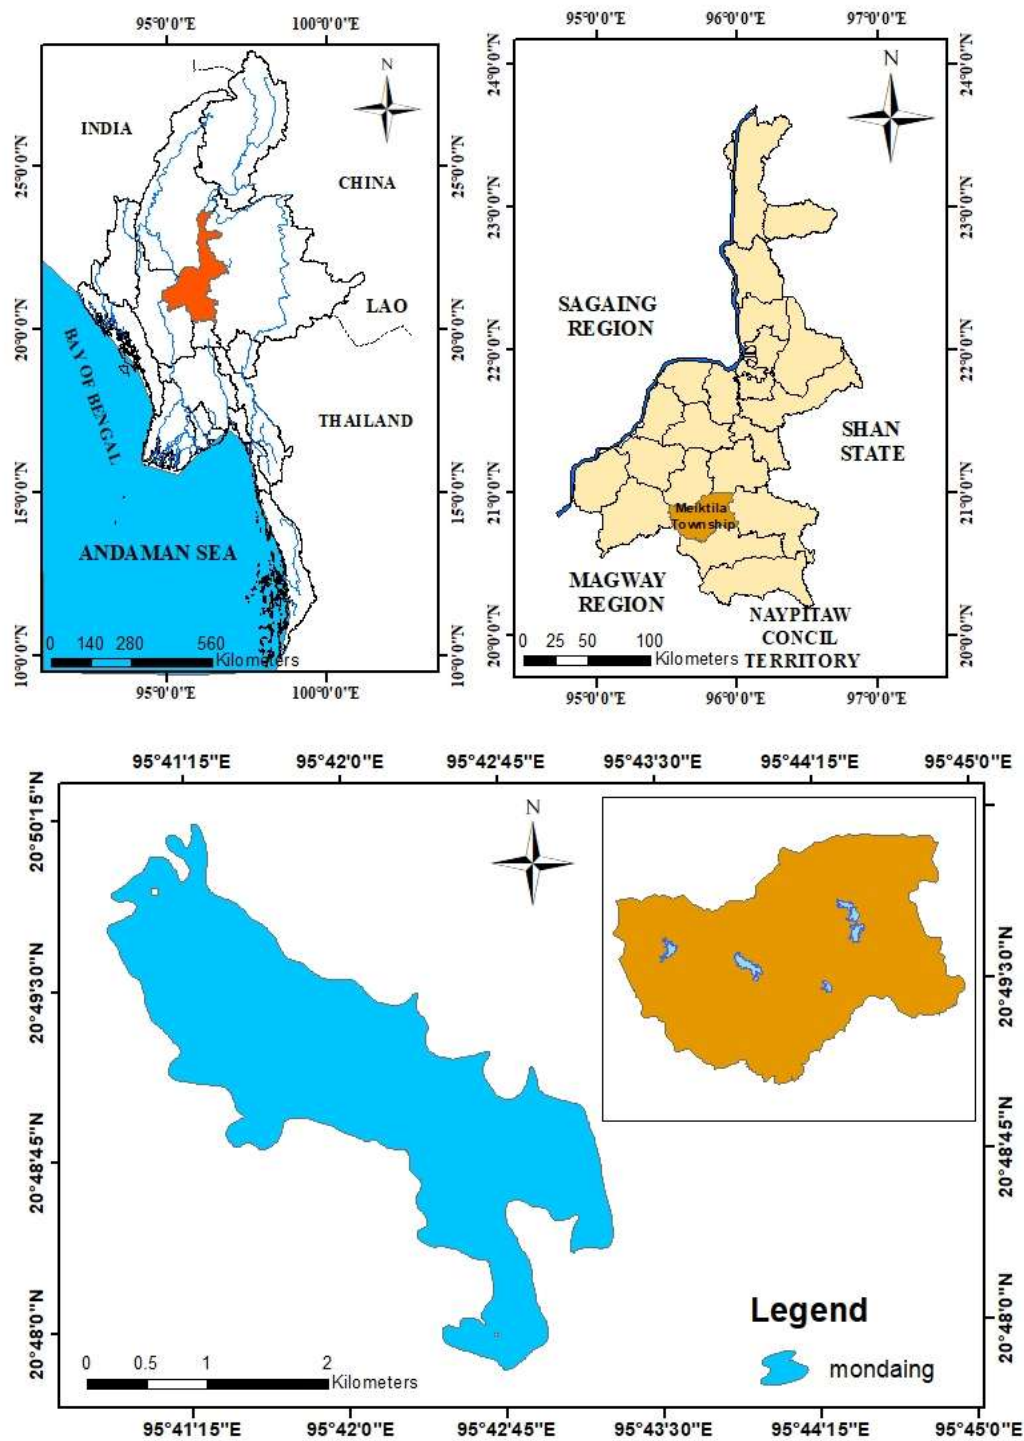 95°0'0"E 100°0'0"E
N
INDIA
CHINA
LAO
THAILAND
BAY OF BENGAL
ANDAMAN SEA
25°0'0"N
20°0'0"N
15°0'0"N
10°0'0"N
25°0'0"N
20°0'0"N
15°0'0"N
10°0'0"N
0 140 280 560
Kilometers
95°0'0"E 100°0'0"E
95°0'0"E 96°0'0"E 97°0'0"E
N
24°0'0"N
23°0'0"N
22°0'0"N
21°0'0"N
20°0'0"N
24°0'0"N
23°0'0"N
22°0'0"N
21°0'0"N
20°0'0"N
SAGAING
REGION
SHAN
STATE
Meiktila
Township
MAGWAY
REGION
NAYPITAW
CONCIL
TERRITORY
0 25 50 100
Kilometers
95°0'0"E 96°0'0"E 97°0'0"E
95°41'15"E 95°42'0"E 95°42'45"E 95°43'30"E 95°44'15"E 95°45'0"E
N
20°50'15"N
20°49'30"N
20°48'45"N
20°48'0"N
20°49'30"N
20°48'45"N
20°48'0"N
Legend
mondaing
0 0.5 1 2
Kilometers
95°41'15"E 95°42'0"E 95°42'45"E 95°43'30"E 95°44'15"E 95°45'0"E